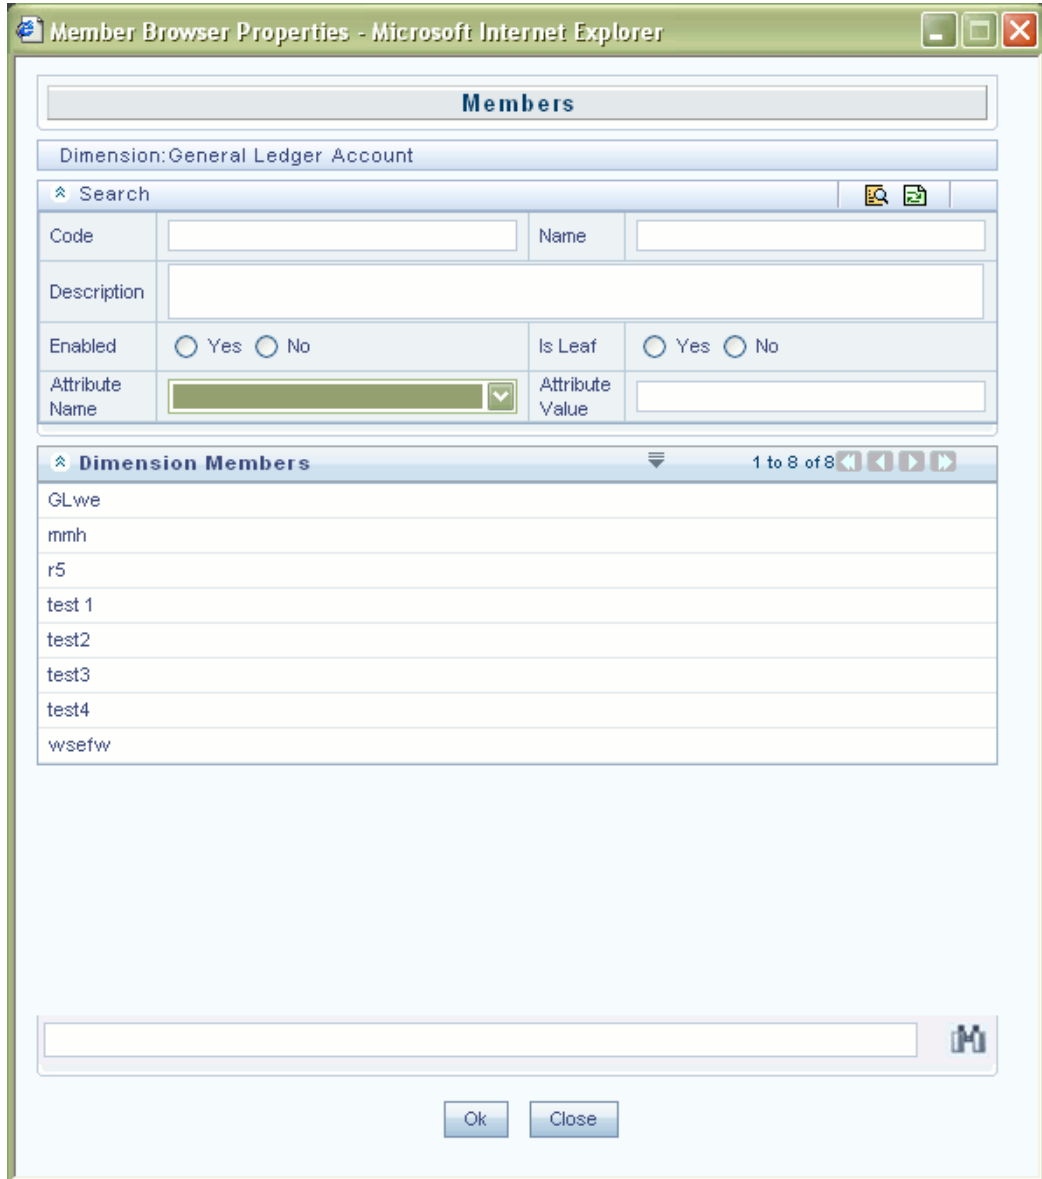 Member Browser Properties - Microsoft Internet Explorer
Members
Dimension:General Ledger Account
Search
Code
Name
Description
Enabled
Yes
No
Is Leaf
Yes
No
Attribute
Name
Attribute
Value
Dimension Members
1 to 8 of 8
GLwe
mmh
r5
test 1
test2
test3
test4
wsefw
Ok
Close